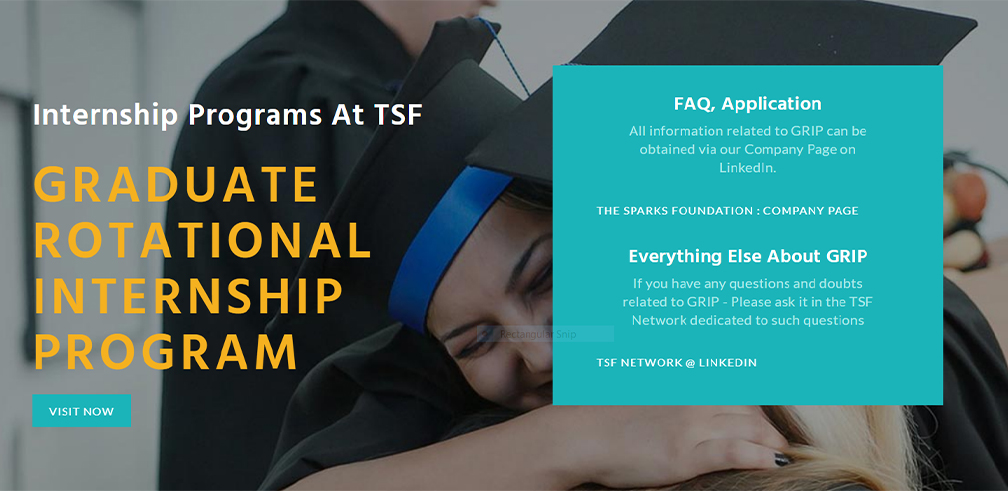 Internship Programs At TSF
GRADUATE
ROTATIONAL
INTERNSHIP
PROGRAM
VISIT NOW
FAQ, Application
All information related to GRIP can be
obtained via our Company Page on
LinkedIn.
THE SPARKS FOUNDATION : COMPANY PAGE
Everything Else About GRIP
If you have any questions and doubts
related to GRIP - Please ask it in the TSF
Network dedicated to such questions
TSF NETWORK @ LINKEDIN
Rectangular Snip